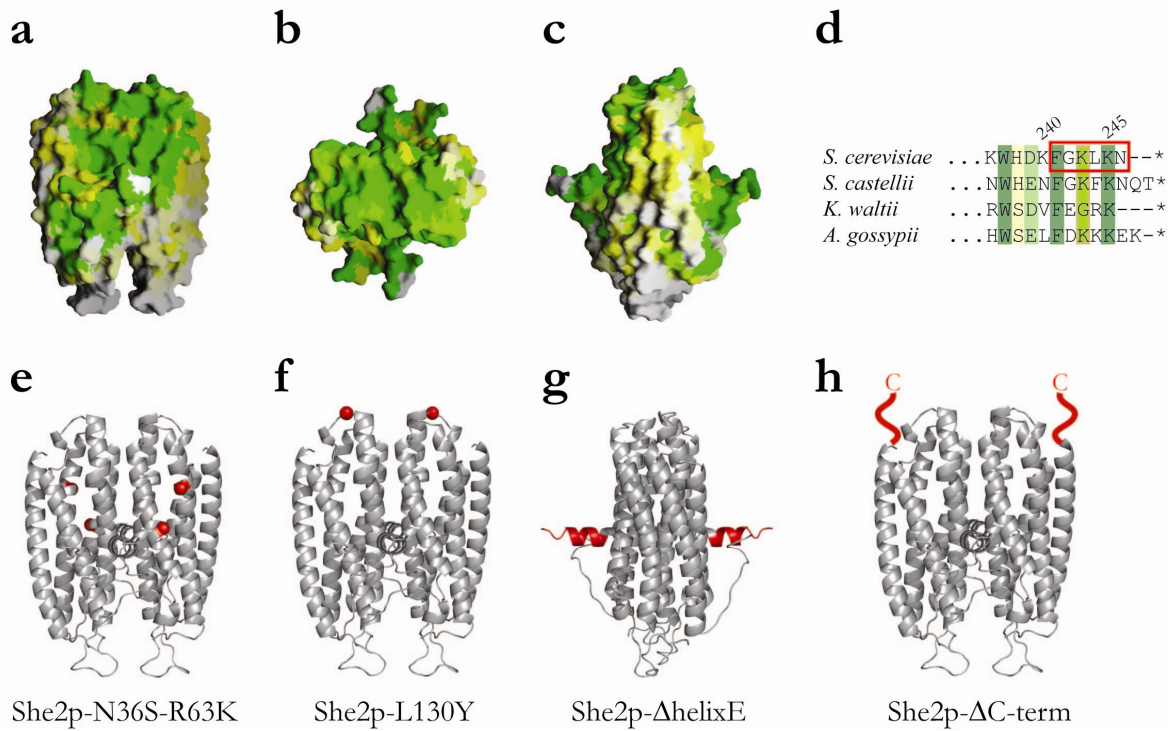 a
b
c
d
240 245
S. cerevisiae ...KWHDKFGKLKN--*
S. castellii ...NWHENFGKFKNQT*
K. waltii ...RWSDVFEGRK---*
A. gossypii ...HWSELFDKKKEK-*
e
f
g
h
C C
She2p-N36S-R63K
She2p-L130Y
She2p-ΔhelixE
She2p-ΔC-term